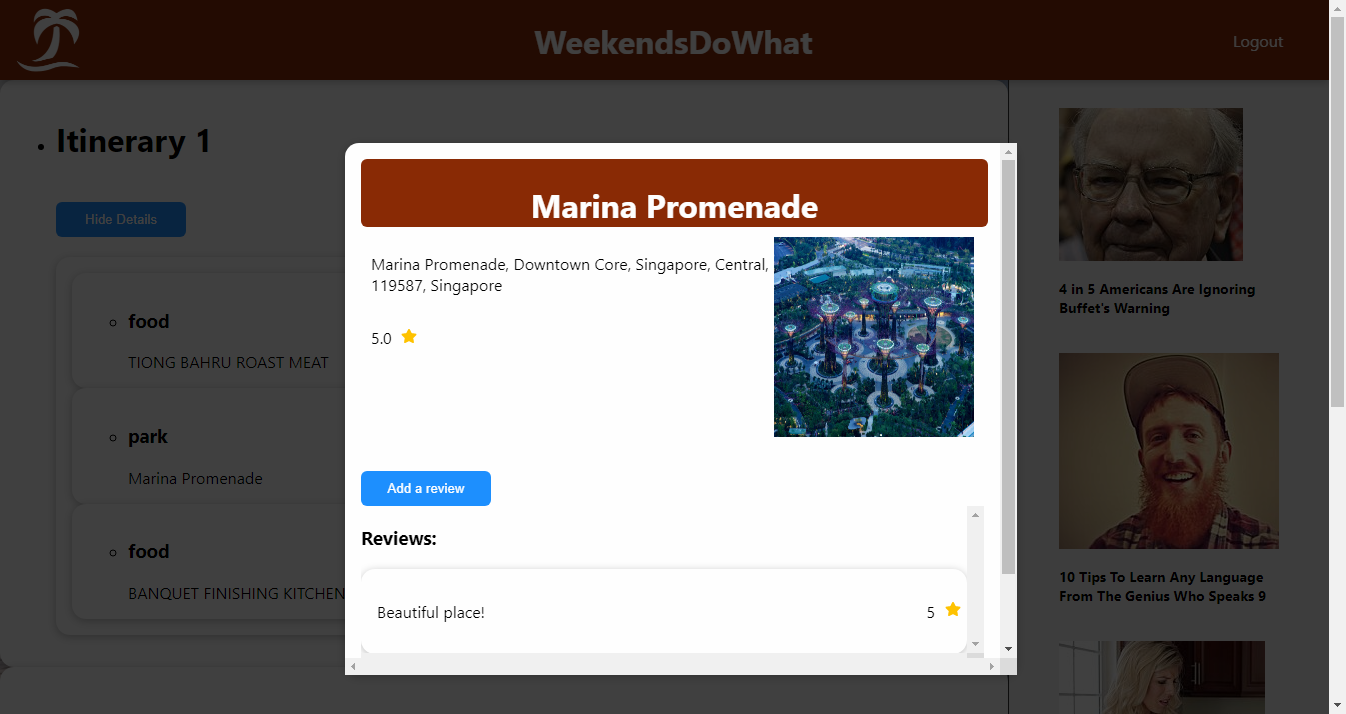 WeekendsDoWhat
Logout
Itinerary 1
Hide Details
food
TIONG BAHRU ROAST MEAT
park
Marina Promenade
food
BANQUET FINISHING KITCHEN
Marina Promenade
Marina Promenade, Downtown Core, Singapore, Central,
119587, Singapore
5.0
Add a review
Reviews:
Beautiful place!
5
4 in 5 Americans Are Ignoring
Buffet's Warning
10 Tips To Learn Any Language
From The Genius Who Speaks 9